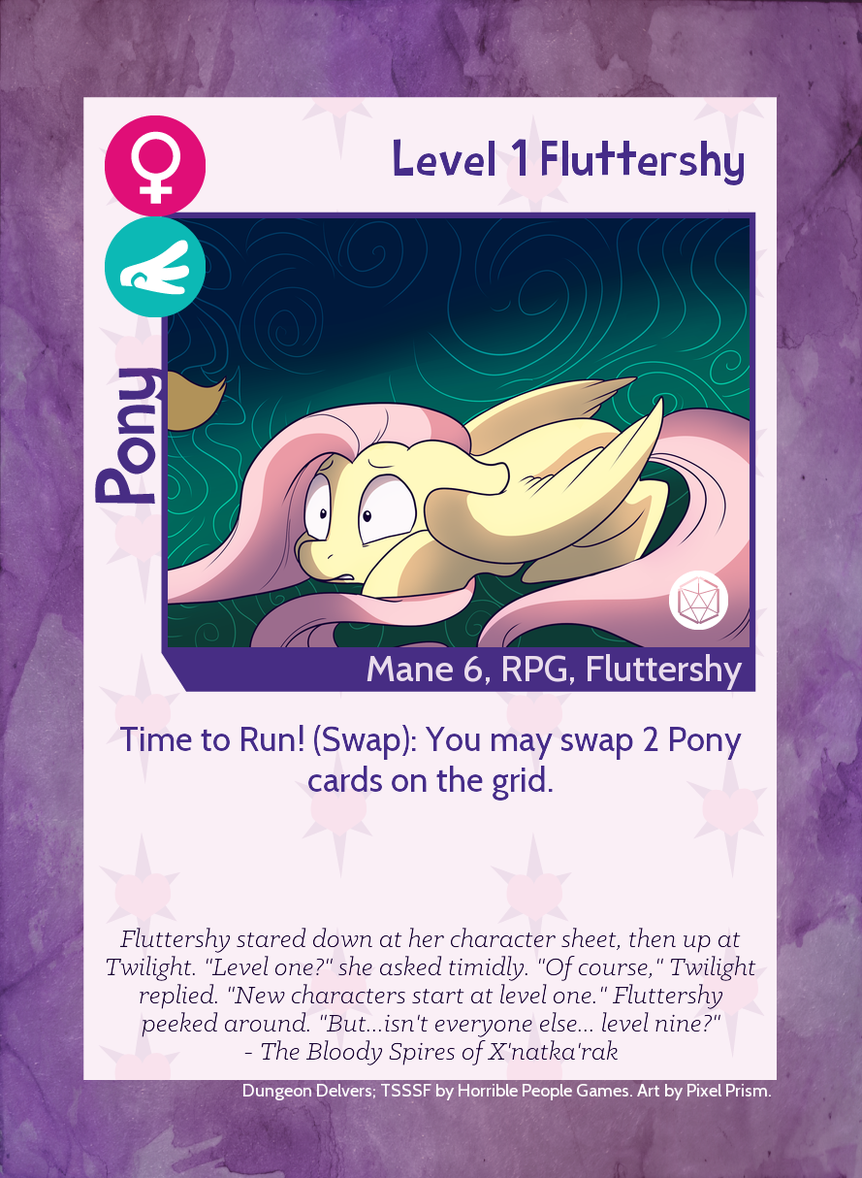 Level 1 Fluttershy
Pony
Mane 6, RPG, Fluttershy
Time to Run! (Swap): You may swap 2 Pony
cards on the grid.
Fluttershy stared down at her character sheet, then up at
Twilight. "Level one?" she asked timidly. "Of course," Twilight
replied. "New characters start at level one." Fluttershy
peeked around. "But...isn't everyone else... level nine?"
- The Bloody Spires of X'natka'rak
Dungeon Delvers; TSSSF by Horrible People Games. Art by Pixel Prism.